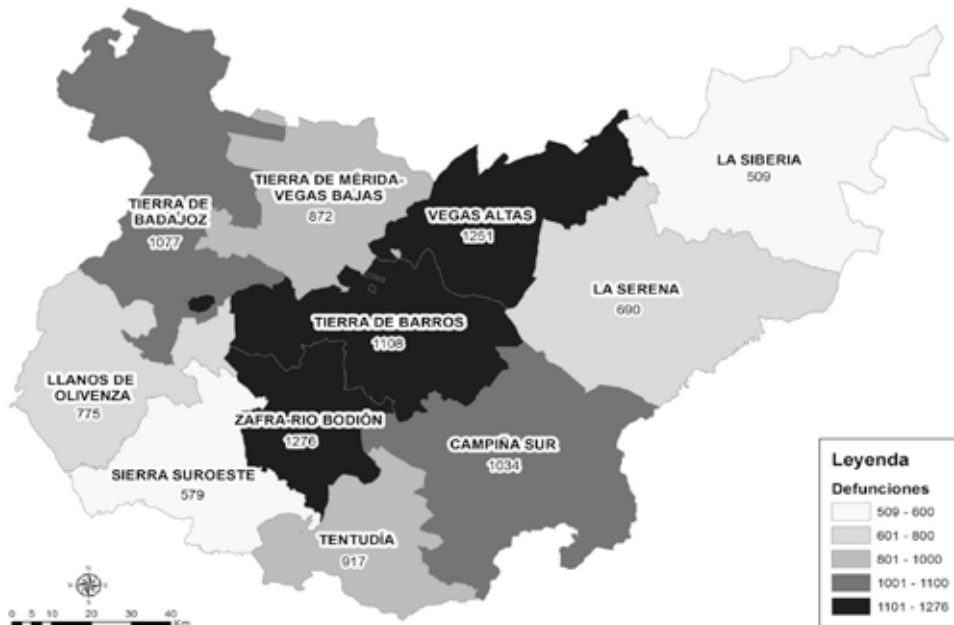 LA SIBERIA
509
TIERRA DE MÉRIDA-
VEGAS BAJAS
872
TIERRA DE
BADAJOZ
1077
VEGAS ALTAS
1251
LA SERENA
690
TIERRA DE BARROS
1108
LLANOS DE
OLIVENZA
775
ZAFRA-RIO BODIÓN
1276
CAMPIÑA SUR
1034
SIERRA SUROESTE
579
TENTUDÍA
917
Leyenda
Defunciones
509 - 600
601 - 800
801 - 1000
1001 - 1100
1101 - 1276
0 5 10 20 30 40
Km